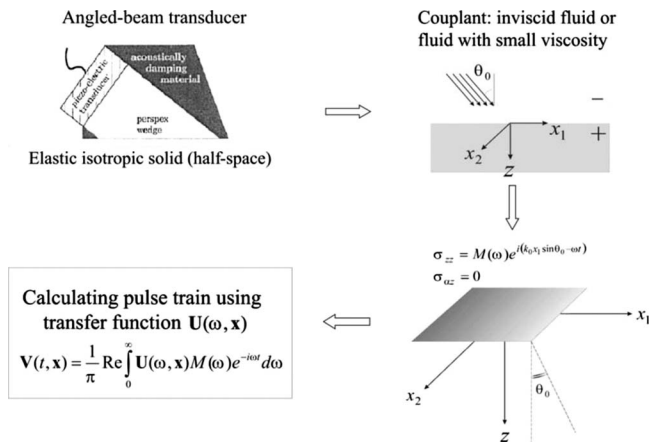 Angled-beam transducer
piezo-electric
transducer
acoustically
damping
material
perspex
wedge
Elastic isotropic solid (half-space)
Couplant: inviscid fluid or
fluid with small viscosity
θ₀
−
+
x₁
x₂
z
σ_zz = M(ω)e^{i(k₀x₁ sinθ₀−ωt)}
σ_αz = 0
x₁
x₂
z
θ₀
Calculating pulse train using
transfer function U(ω, x)
V(t, x) = 1/π Re ∫₀^∞ U(ω, x)M(ω)e^{−iωt}dω